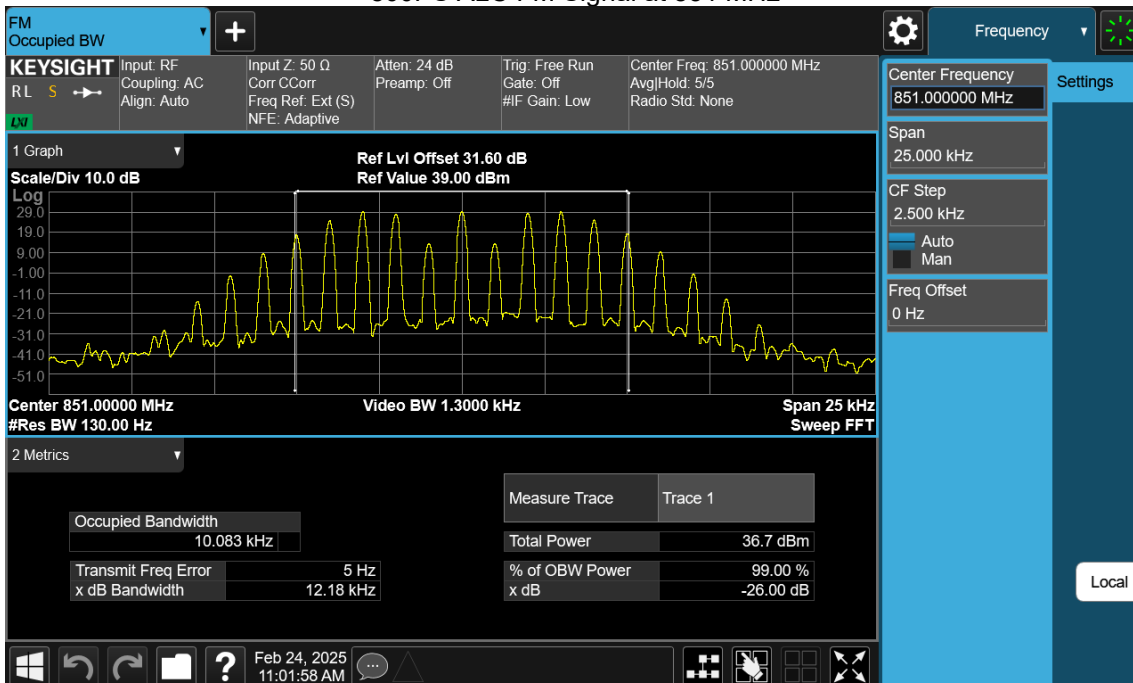 FM
Occupied BW
Frequency
KEYSIGHT
R L S
LXI
Input: RF
Coupling: AC
Align: Auto
Input Z: 50 Ω
Corr CCorr
Freq Ref: Ext (S)
NFE: Adaptive
Atten: 24 dB
Preamp: Off
Trig: Free Run
Gate: Off
#IF Gain: Low
Center Freq: 851.000000 MHz
Avg|Hold: 5/5
Radio Std: None
Center Frequency
851.000000 MHz
Settings
Span
25.000 kHz
CF Step
2.500 kHz
Auto
Man
Freq Offset
0 Hz
1 Graph
Scale/Div 10.0 dB
Ref Lvl Offset 31.60 dB
Ref Value 39.00 dBm
Log
29.0
19.0
9.00
-1.00
-11.0
-21.0
-31.0
-41.0
-51.0
Center 851.00000 MHz
#Res BW 130.00 Hz
Video BW 1.3000 kHz
Span 25 kHz
Sweep FFT
2 Metrics
Measure Trace Trace 1
Occupied Bandwidth
10.083 kHz
Total Power 36.7 dBm
Transmit Freq Error 5 Hz
% of OBW Power 99.00 %
x dB Bandwidth 12.18 kHz
x dB -26.00 dB
Local
?
Feb 24, 2025
11:01:58 AM